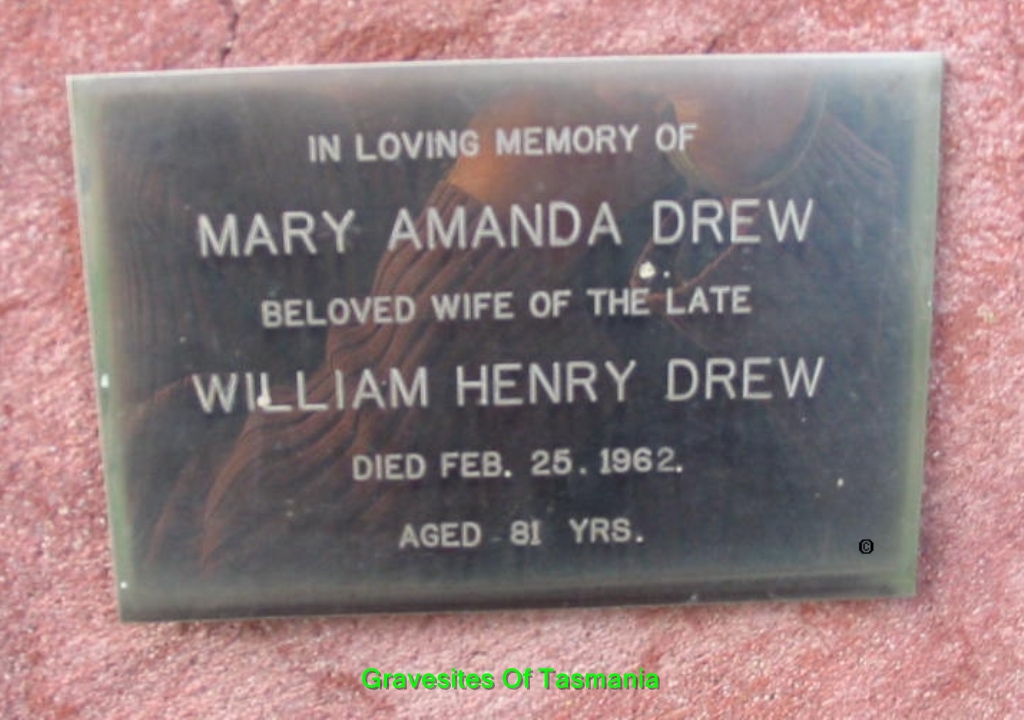 IN LOVING MEMORY OF
MARY AMANDA DREW
BELOVED WIFE OF THE LATE
WILLIAM HENRY DREW
DIED FEB. 25. 1962.
AGED 81 YRS.
©
Gravesites Of Tasmania